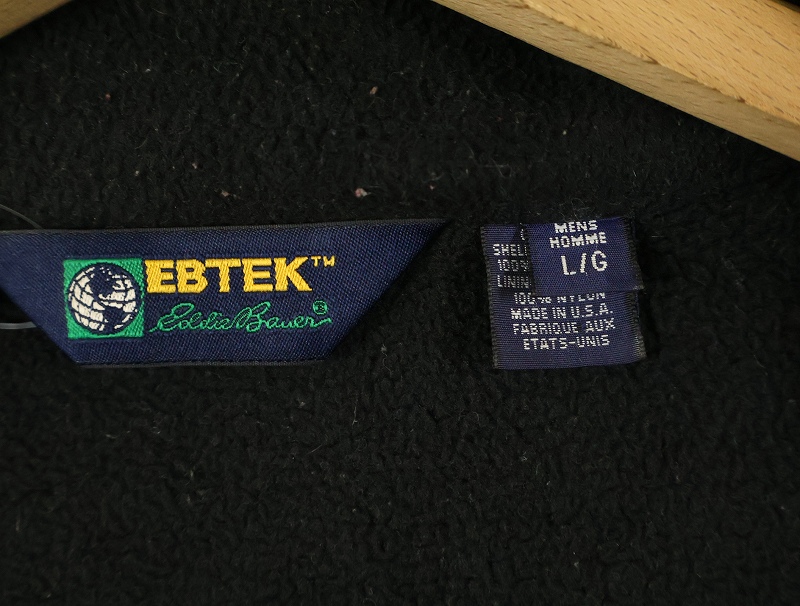 EBTEK™
Eddie Bauer®
MENS
HOMME
L/G
SHELL
100%
LINING
100% NYLON
MADE IN U.S.A.
FABRIQUE AUX
ETATS-UNIS